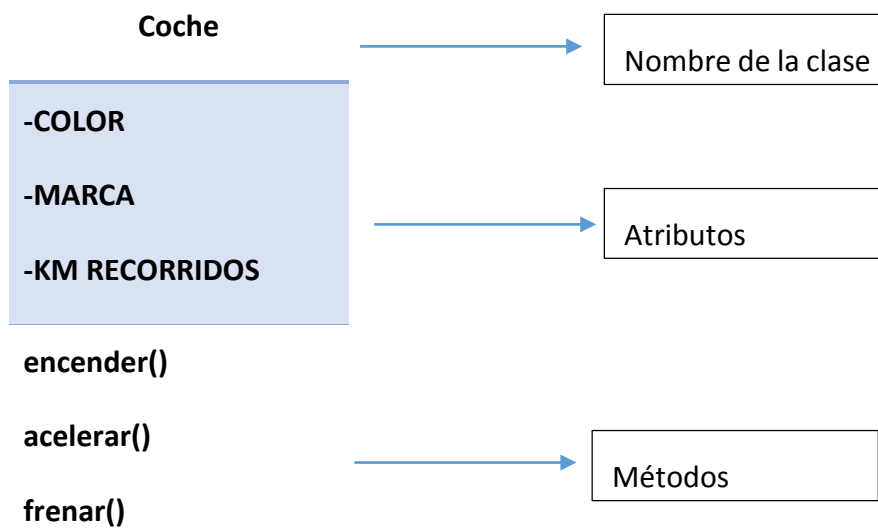 Coche
Nombre de la clase
-COLOR
-MARCA
-KM RECORRIDOS
Atributos
encender()
acelerar()
frenar()
Métodos